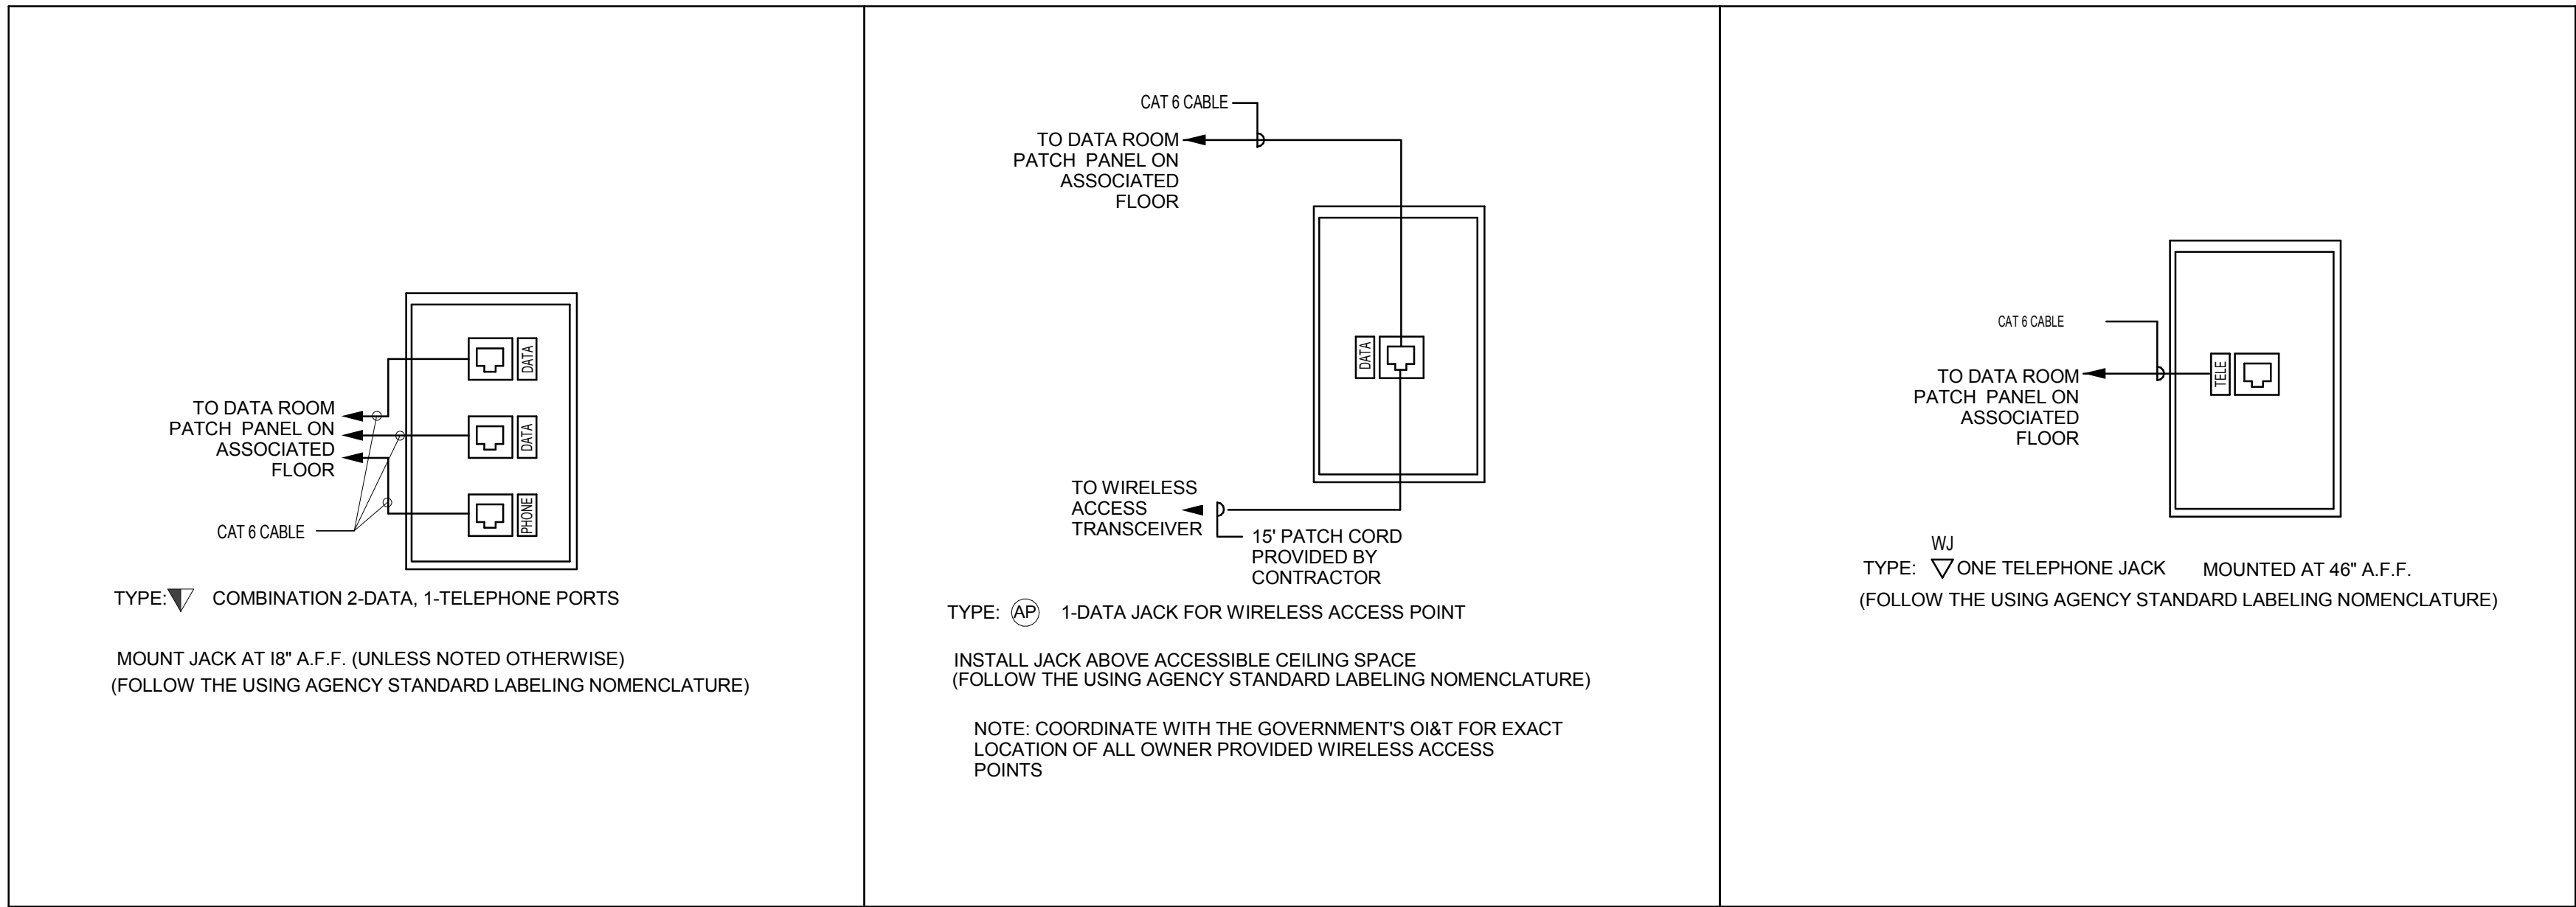 DATA
TO DATA ROOM
PATCH PANEL ON
ASSOCIATED
FLOOR
DATA
PHONE
CAT 6 CABLE
TYPE: COMBINATION 2-DATA, 1-TELEPHONE PORTS
MOUNT JACK AT I8" A.F.F. (UNLESS NOTED OTHERWISE)
(FOLLOW THE USING AGENCY STANDARD LABELING NOMENCLATURE)
CAT 6 CABLE
TO DATA ROOM
PATCH PANEL ON
ASSOCIATED
FLOOR
DATA
TO WIRELESS
ACCESS
TRANSCEIVER
15' PATCH CORD
PROVIDED BY
CONTRACTOR
TYPE: AP 1-DATA JACK FOR WIRELESS ACCESS POINT
INSTALL JACK ABOVE ACCESSIBLE CEILING SPACE
(FOLLOW THE USING AGENCY STANDARD LABELING NOMENCLATURE)
NOTE: COORDINATE WITH THE GOVERNMENT'S OI&T FOR EXACT
LOCATION OF ALL OWNER PROVIDED WIRELESS ACCESS
POINTS
CAT 6 CABLE
TO DATA ROOM
PATCH PANEL ON
ASSOCIATED
FLOOR
TELE
WJ
TYPE: ONE TELEPHONE JACK MOUNTED AT 46" A.F.F.
(FOLLOW THE USING AGENCY STANDARD LABELING NOMENCLATURE)